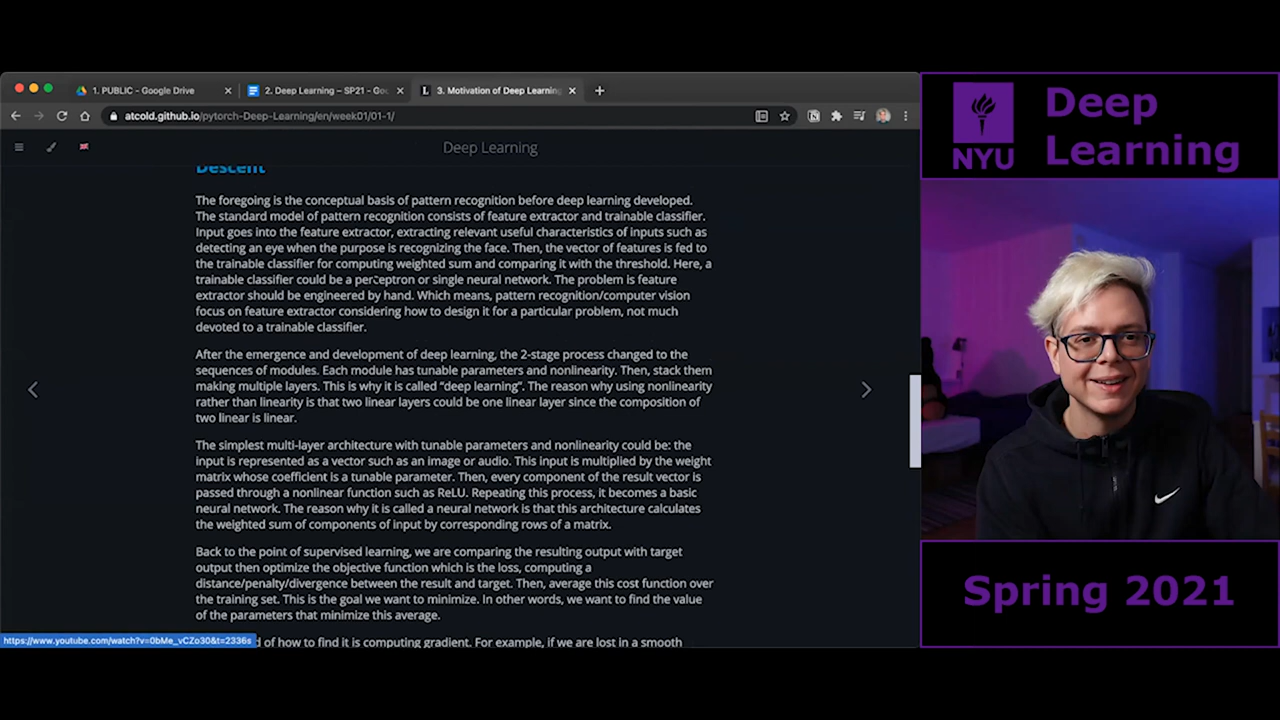 1. PUBLIC - Google Drive
2. Deep Learning – SP21 - Goo
3. Motivation of Deep Learning
atcold.github.io/pytorch-Deep-Learning/en/week01/01-1/
Deep Learning
Descent
The foregoing is the conceptual basis of pattern recognition before deep learning developed.
The standard model of pattern recognition consists of feature extractor and trainable classifier.
Input goes into the feature extractor, extracting relevant useful characteristics of inputs such as
detecting an eye when the purpose is recognizing the face. Then, the vector of features is fed to
the trainable classifier for computing weighted sum and comparing it with the threshold. Here, a
trainable classifier could be a perceptron or single neural network. The problem is feature
extractor should be engineered by hand. Which means, pattern recognition/computer vision
focus on feature extractor considering how to design it for a particular problem, not much
devoted to a trainable classifier.
After the emergence and development of deep learning, the 2-stage process changed to the
sequences of modules. Each module has tunable parameters and nonlinearity. Then, stack them
making multiple layers. This is why it is called “deep learning”. The reason why using nonlinearity
rather than linearity is that two linear layers could be one linear layer since the composition of
two linear is linear.
The simplest multi-layer architecture with tunable parameters and nonlinearity could be: the
input is represented as a vector such as an image or audio. This input is multiplied by the weight
matrix whose coefficient is a tunable parameter. Then, every component of the result vector is
passed through a nonlinear function such as ReLU. Repeating this process, it becomes a basic
neural network. The reason why it is called a neural network is that this architecture calculates
the weighted sum of components of input by corresponding rows of a matrix.
Back to the point of supervised learning, we are comparing the resulting output with target
output then optimize the objective function which is the loss, computing a
distance/penalty/divergence between the result and target. Then, average this cost function over
the training set. This is the goal we want to minimize. In other words, we want to find the value
of the parameters that minimize this average.
d of how to find it is computing gradient. For example, if we are lost in a smooth
https://www.youtube.com/watch?v=0bMe_vCZo30&t=2336s
NYU
Deep
Learning
Spring 2021